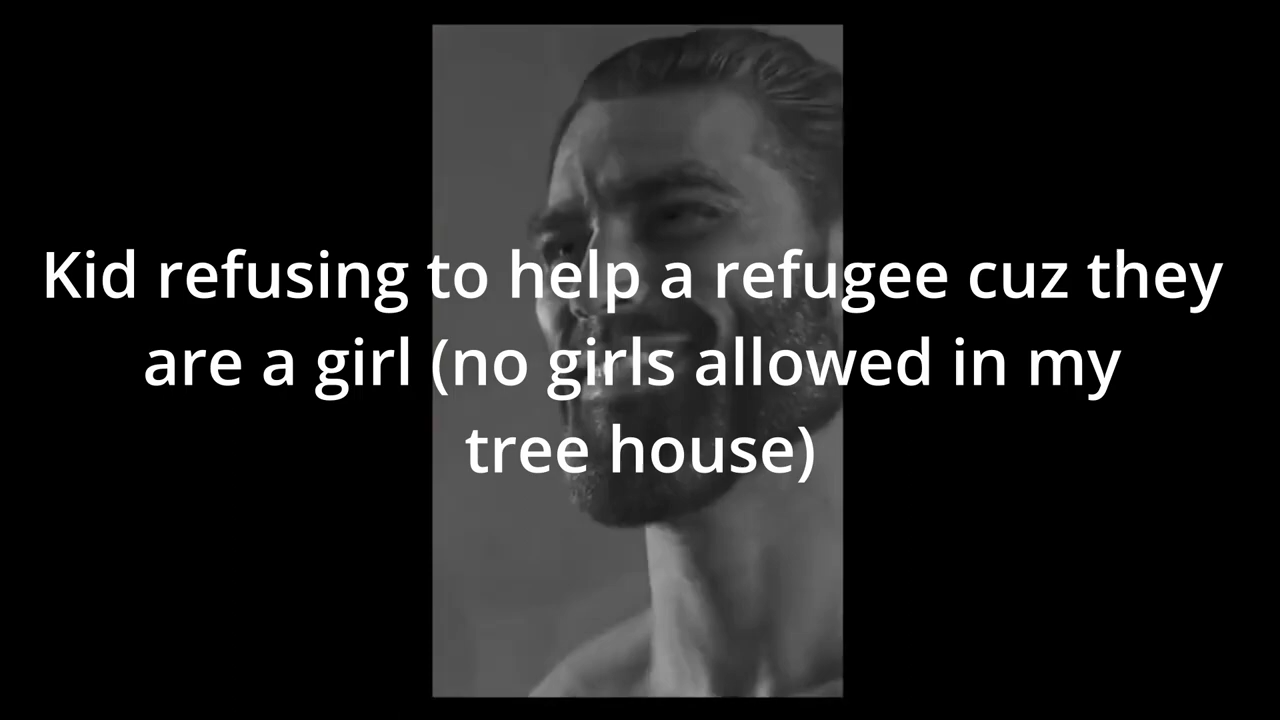 Kid refusing to help a refugee cuz they
are a girl (no girls allowed in my
tree house)